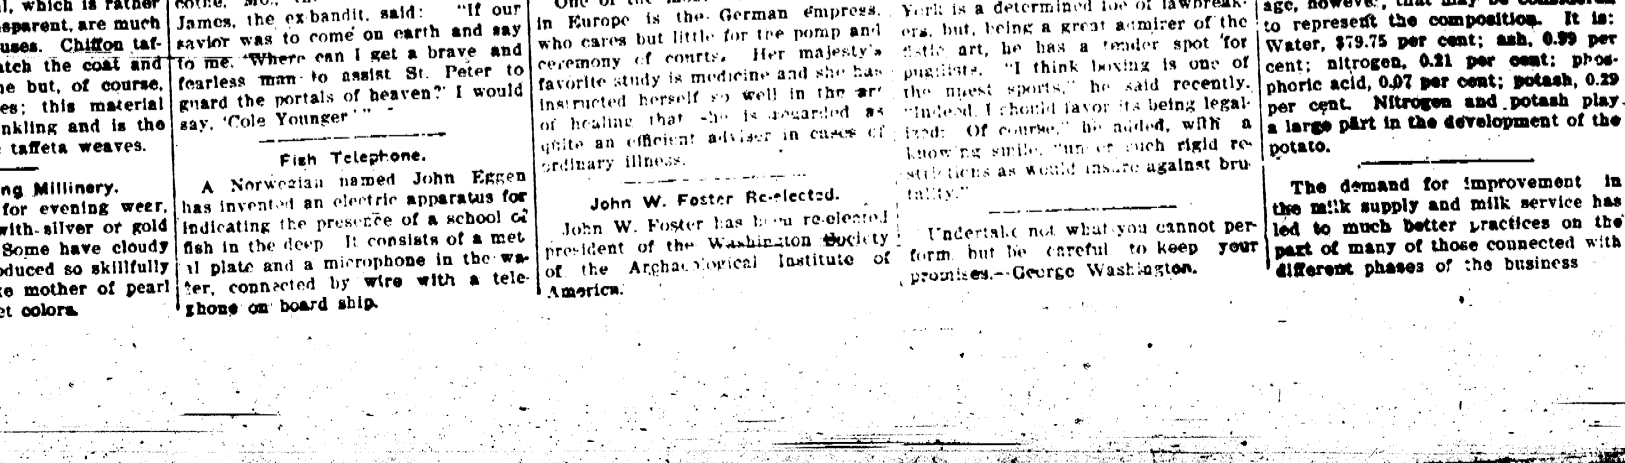 which is rather
sparent, are much
uses. Chiffon taf-
atch the coat and
ne but, of course,
es; this material
nkling and is the
taffeta weaves.
ng Millinery.
for evening weer,
with silver or gold
Some have cloudy
oduced so skillfully
ke mother of pearl
et colors.
cothe, Mo.,
James, the ex-bandit, said: "If our
savior was to come on earth and say
to me. 'Where can I get a brave and
fearless man to assist St. Peter to
guard the portals of heaven?' I would
say, 'Cole Younger'"
Fish Telephone.
A Norwegian named John Eggen
has invented an electric apparatus for
indicating the presence of a school of
fish in the deep It consists of a met
al plate and a microphone in the wa-
ter, connected by wire with a tele-
phone on board ship.
One of the
in Europe is the German empress,
who cares but little for the pomp and
ceremony of courts. Her majesty's
favorite study is medicine and she has
instructed herself so well in the art
of healing that she is regarded as
quite an efficient adviser in cases of
ordinary illness.
John W. Foster Re-elected.
John W. Foster has been re-elected
president of the Washington Society
of the Archaeological Institute of
America.
York is a determined foe of lawbreak-
ers, but, being a great admirer of the
fistic art, he has a tender spot for
pugilists. "I think boxing is one of
the finest sports," he said recently.
"Indeed, I should favor its being legal-
ized: Of course," he added, with a
knowing smile, "under such rigid re-
strictions as would insure against bru
tality."
Undertake not what you cannot per-
form but be careful to keep your
promises.—George Washington.
age, however, that may be considered
to represent the composition. It is:
Water, $79.75 per cent; ash, 0.99 per
cent; nitrogen, 0.21 per cent; phos-
phoric acid, 0.07 per cent; potash, 0.29
per cent. Nitrogen and potash play
a large part in the development of the
potato.
The demand for improvement in
the milk supply and milk service has
led to much better practices on the
part of many of those connected with
different phases of the business